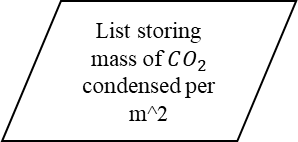 List storing
mass of 𝐶𝑂₂
condensed per
m^2